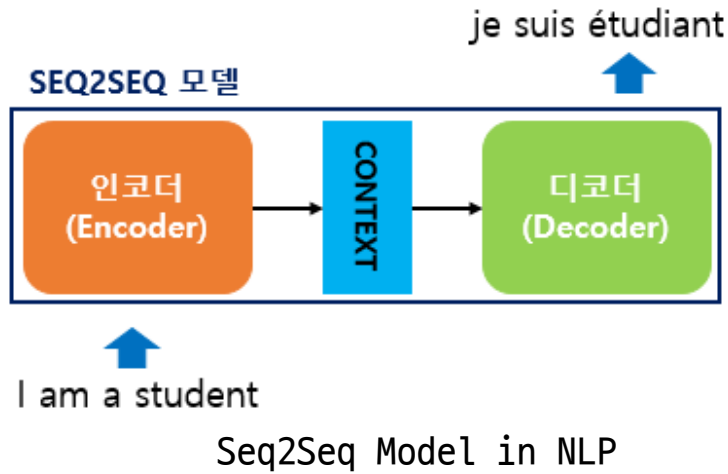 je suis étudiant
SEQ2SEQ 모델
인코더
(Encoder)
CONTEXT
디코더
(Decoder)
I am a student
Seq2Seq Model in NLP